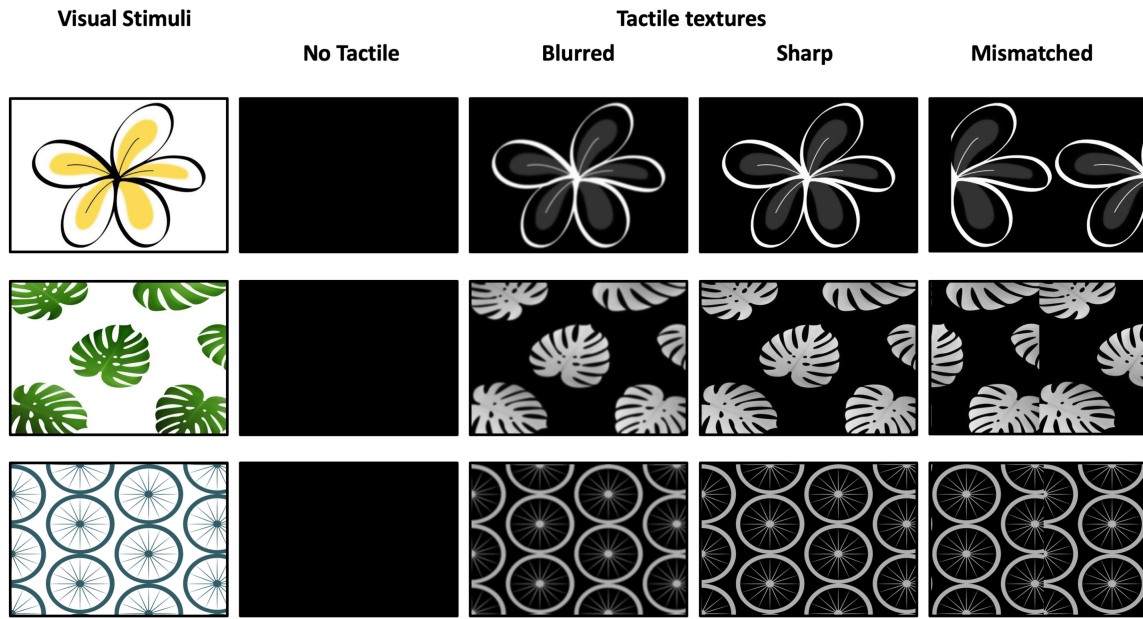 Visual Stimuli
Tactile textures
No Tactile
Blurred
Sharp
Mismatched